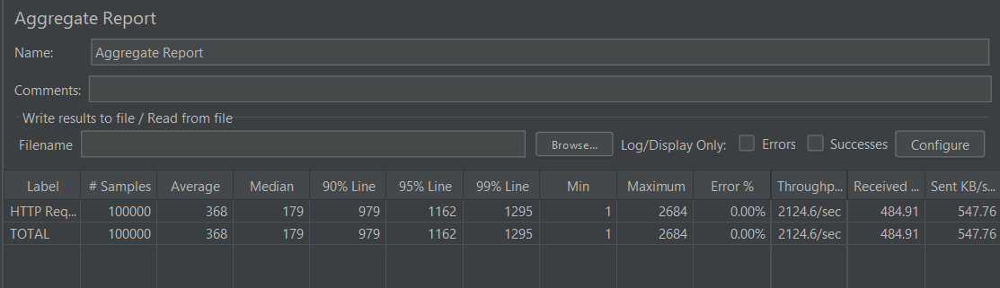 Aggregate Report
Name: Aggregate Report
Comments:
Write results to file / Read from file
Filename Browse... Log/Display Only: Errors Successes Configure
Label # Samples Average Median 90% Line 95% Line 99% Line Min Maximum Error % Throughp... Received ... Sent KB/s...
HTTP Req... 100000 368 179 979 1162 1295 1 2684 0.00% 2124.6/sec 484.91 547.76
TOTAL 100000 368 179 979 1162 1295 1 2684 0.00% 2124.6/sec 484.91 547.76